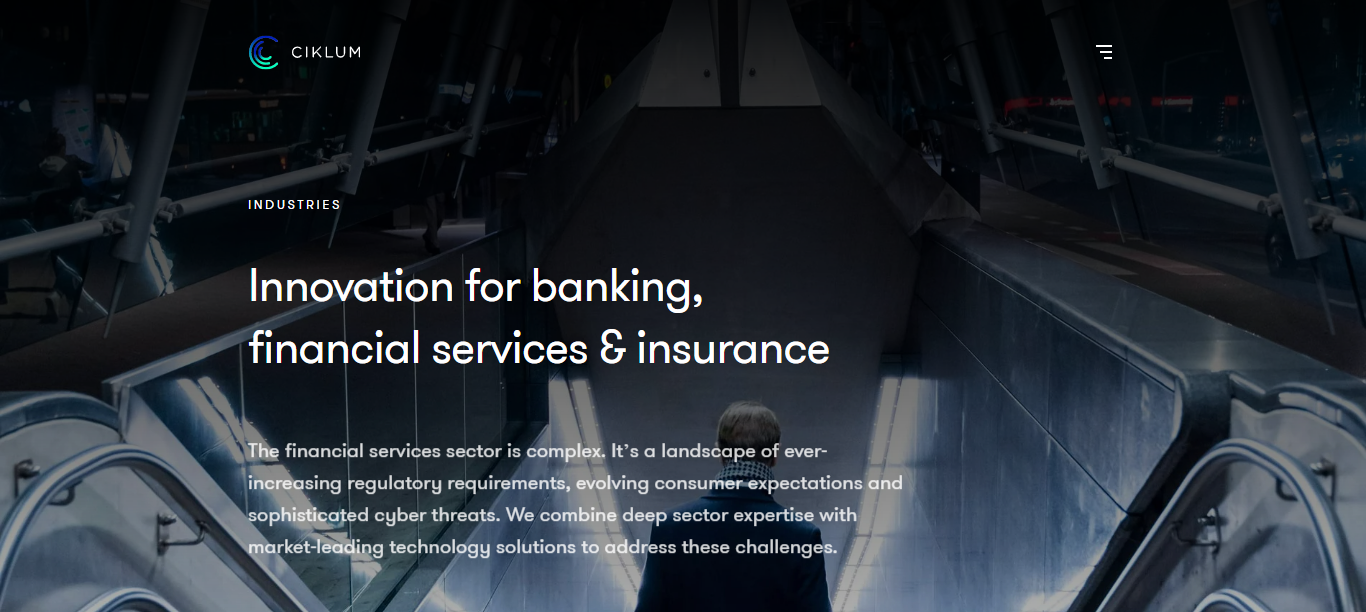 CIKLUM
INDUSTRIES
Innovation for banking,
financial services & insurance
The financial services sector is complex. It’s a landscape of ever-
increasing regulatory requirements, evolving consumer expectations and
sophisticated cyber threats. We combine deep sector expertise with
market-leading technology solutions to address these challenges.